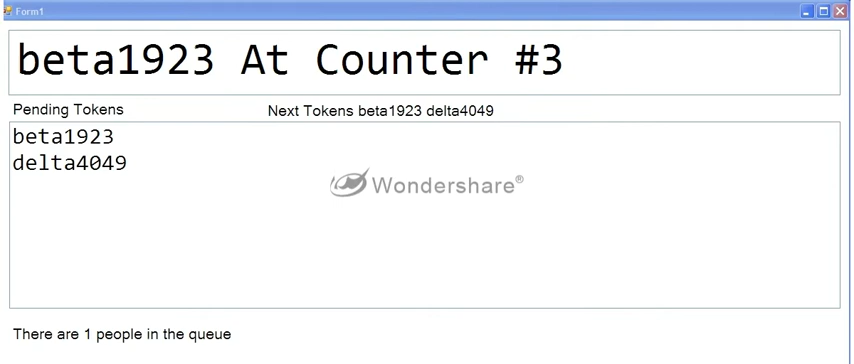 Form1
beta1923 At Counter #3
Pending Tokens
Next Tokens beta1923 delta4049
beta1923
delta4049
Wondershare®
There are 1 people in the queue